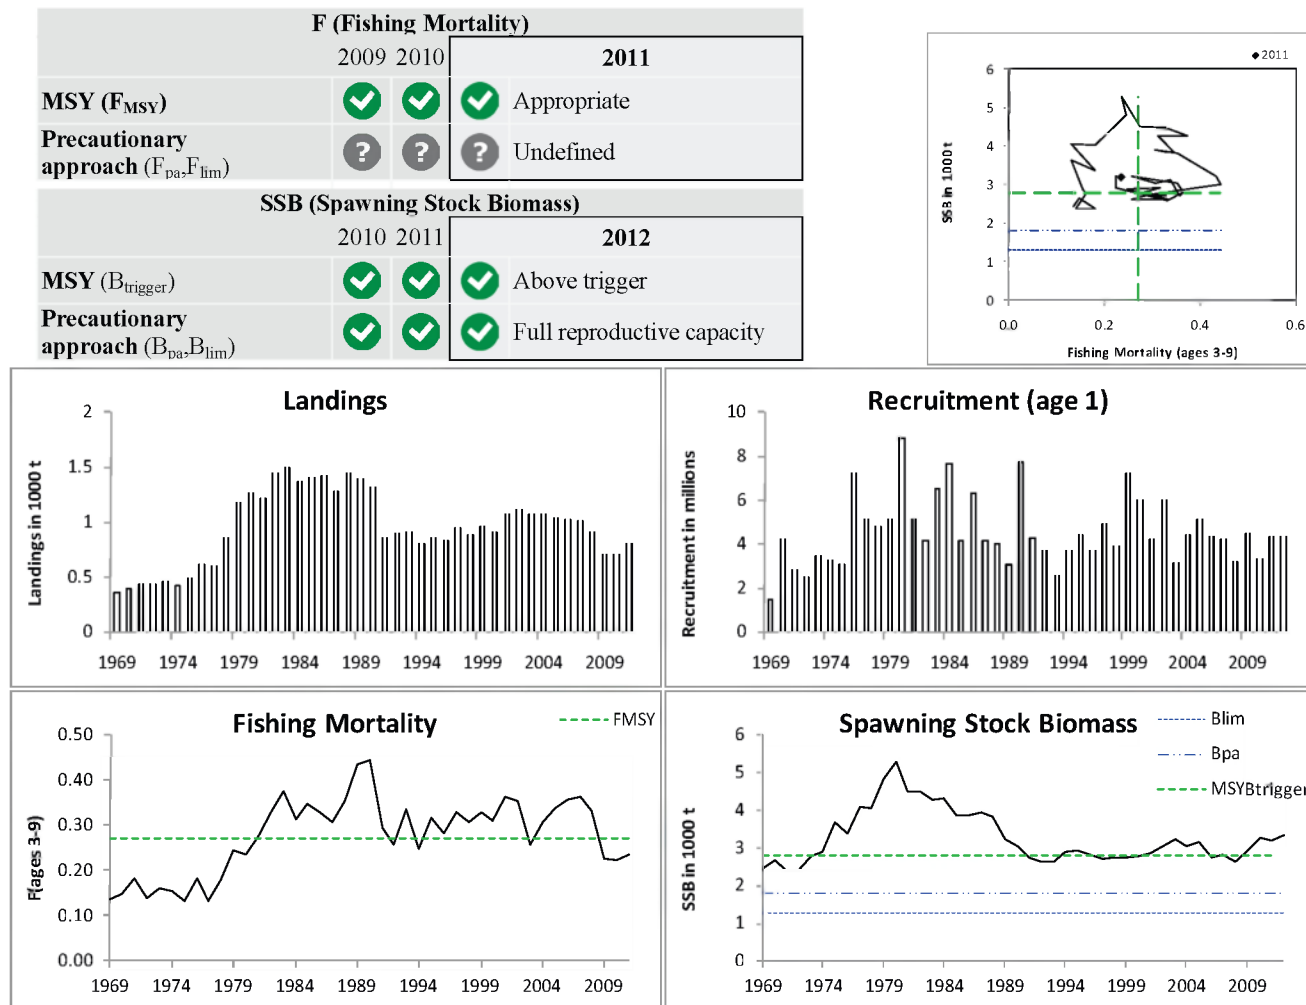 F (Fishing Mortality)
2009 2010 2011
MSY (FMSY) Appropriate
Precautionary
approach (Fpa,Flim) Undefined
SSB (Spawning Stock Biomass)
2010 2011 2012
MSY (Btrigger) Above trigger
Precautionary
approach (Bpa,Blim) Full reproductive capacity
2011
SSB in 1000 t
6
5
4
3
2
1
0
0.0 0.2 0.4 0.6
Fishing Mortality (ages 3-9)
Landings
Landings in 1000 t
2
1.5
1
0.5
0
1969 1974 1979 1984 1989 1994 1999 2004 2009
Recruitment (age 1)
Recruitment in millions
10
8
6
4
2
0
1969 1974 1979 1984 1989 1994 1999 2004 2009
Fishing Mortality
FMSY
F(ages 3-9)
0.50
0.40
0.30
0.20
0.10
0.00
1969 1974 1979 1984 1989 1994 1999 2004 2009
Spawning Stock Biomass
Blim
Bpa
MSYBtrigger
SSB in 1000 t
6
5
4
3
2
1
0
1969 1974 1979 1984 1989 1994 1999 2004 2009